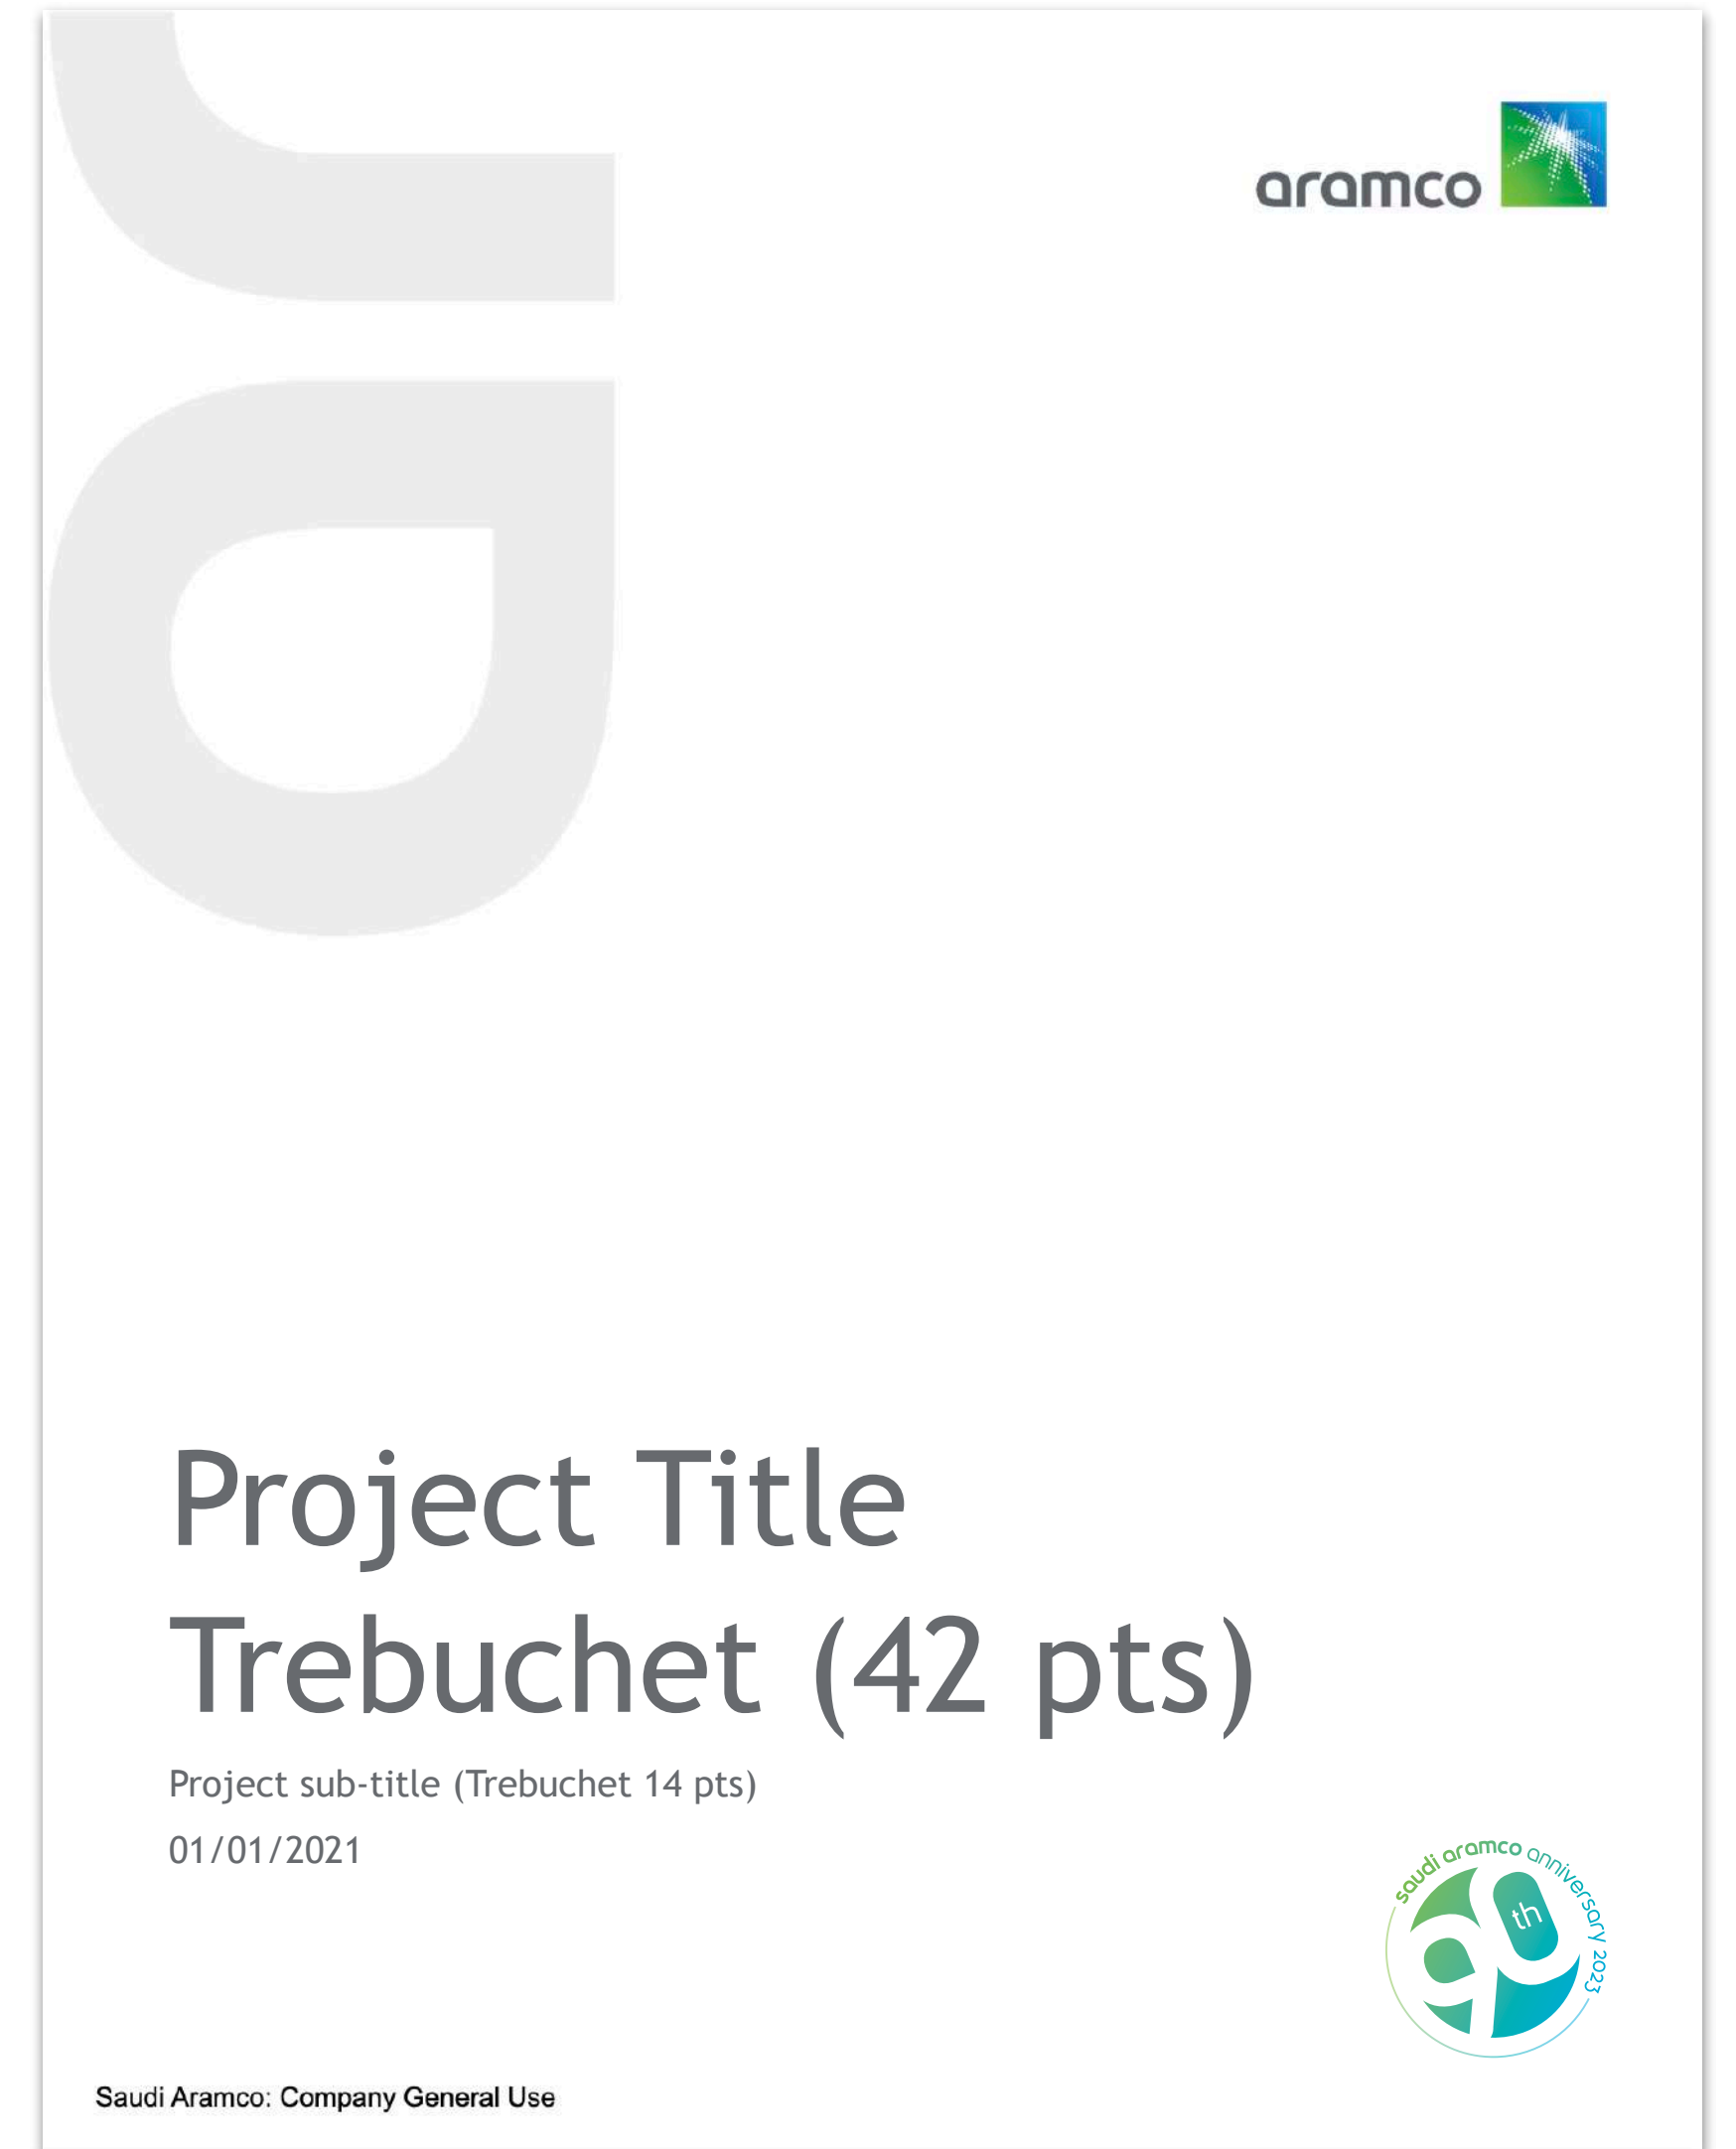 aramco
Project Title
Trebuchet (42 pts)
Project sub-title (Trebuchet 14 pts)
01/01/2021
saudi aramco anniversary 2023
90th
Saudi Aramco: Company General Use